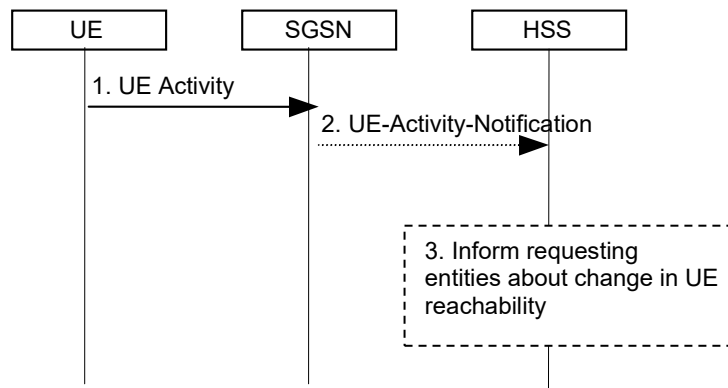 UE
SGSN
HSS
1. UE Activity
2. UE-Activity-Notification
3. Inform requesting
entities about change in UE
reachability